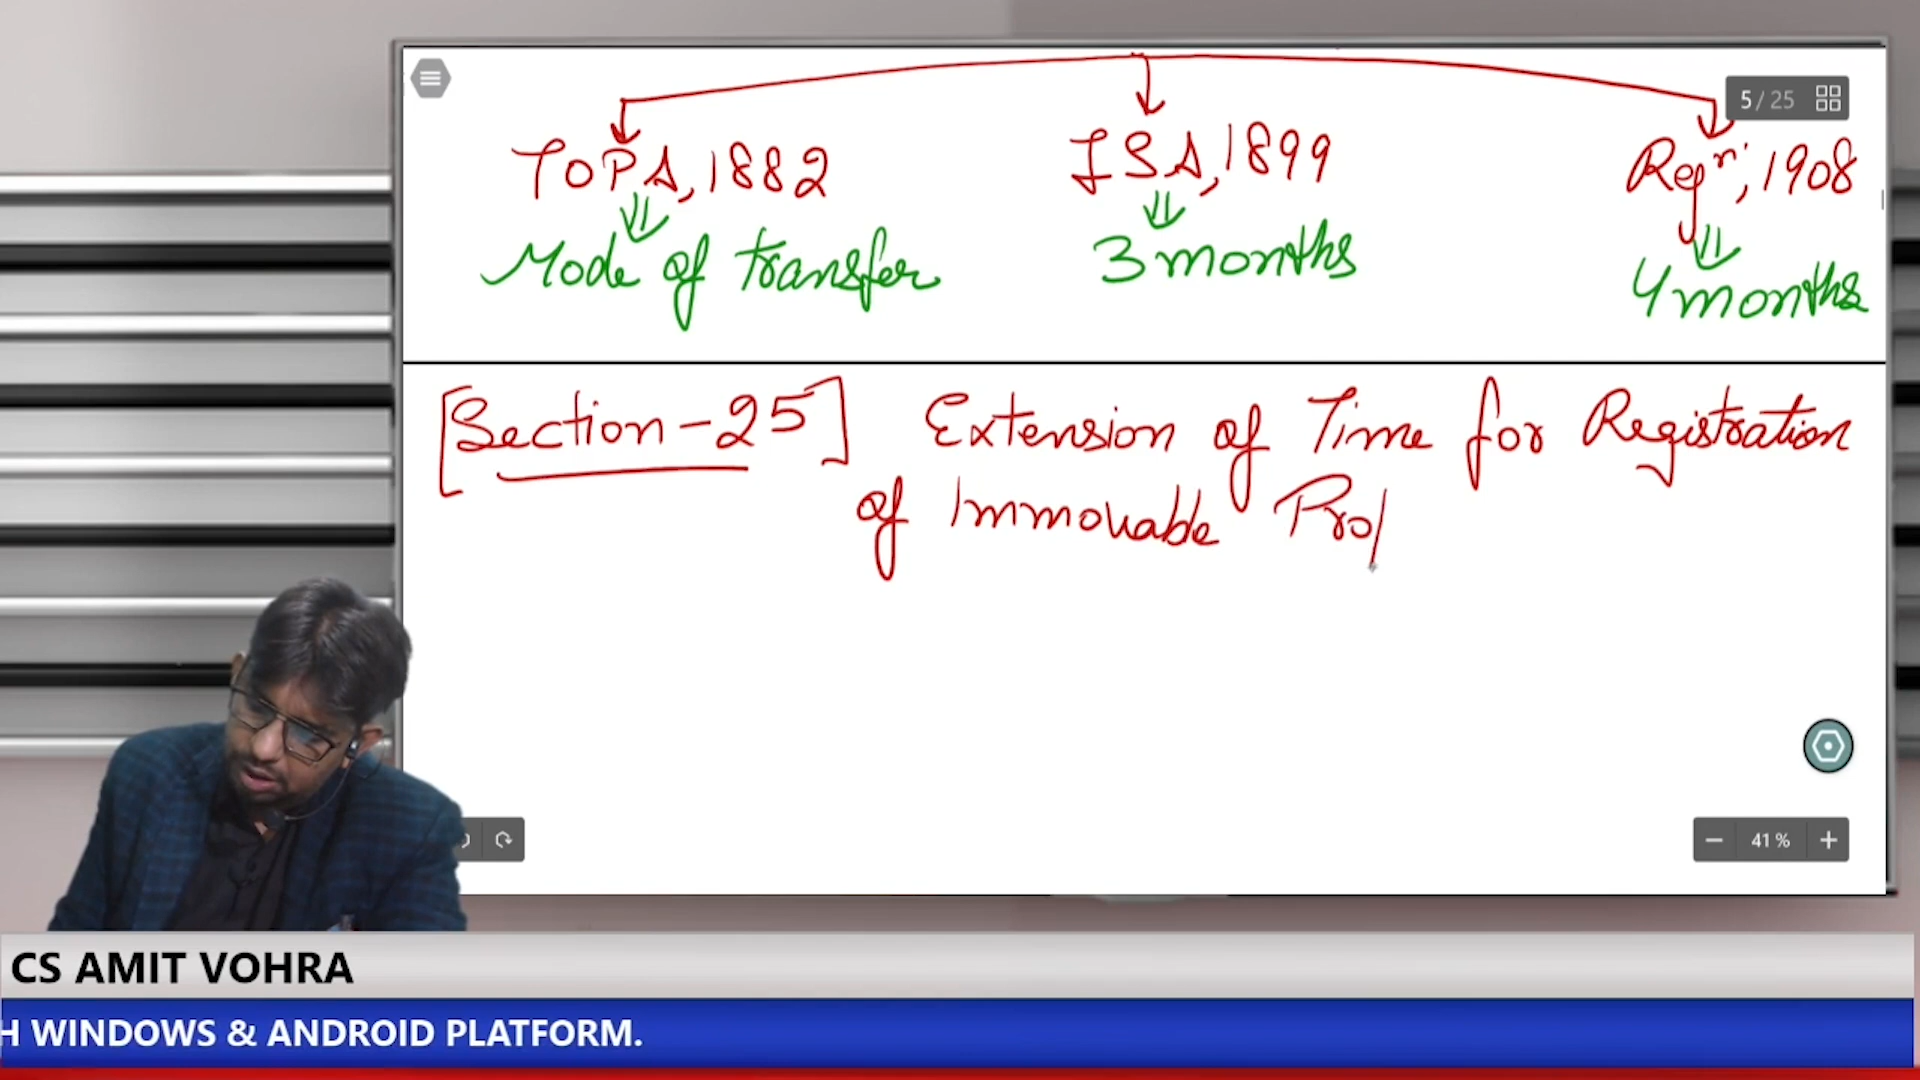 5 / 25
TOPA, 1882
ISA, 1899
Regn., 1908
Mode of transfer
3 months
4 months
[Section-25] Extension of Time for Registration
of Immovable Prop
41 %
CS AMIT VOHRA
H WINDOWS & ANDROID PLATFORM.